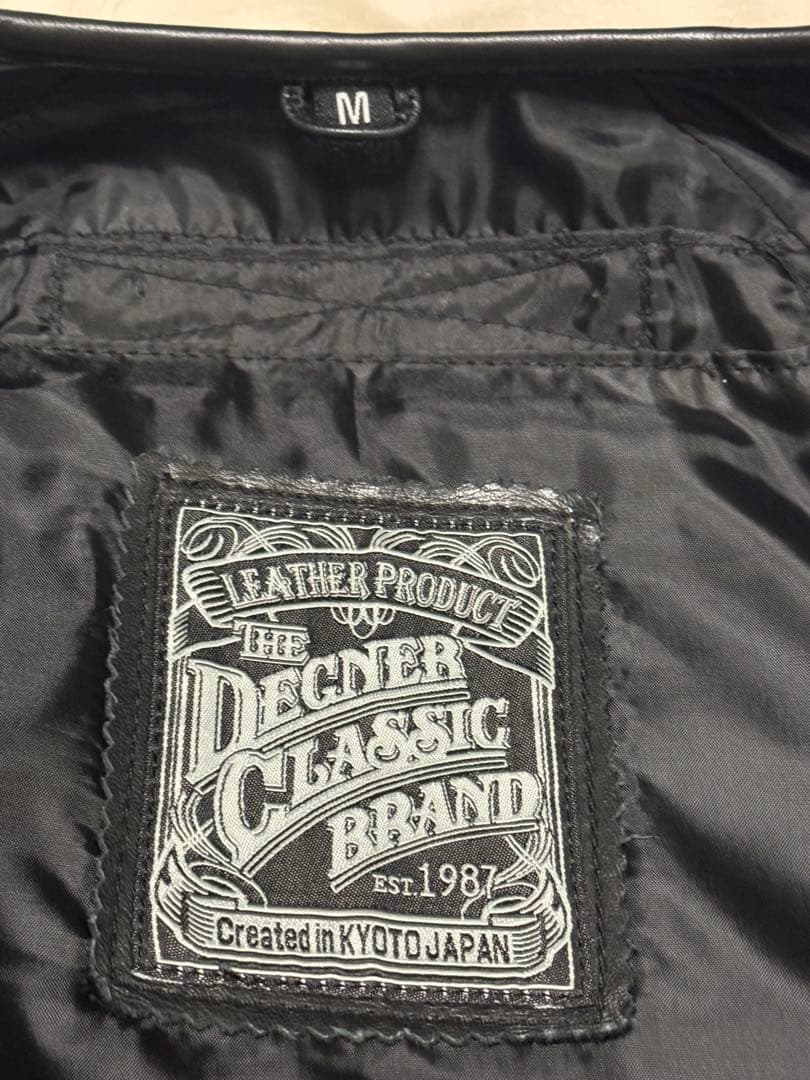 M
LEATHER PRODUCT
THE
DEGNER
CLASSIC
BRAND
EST.1987
Created in KYOTO JAPAN